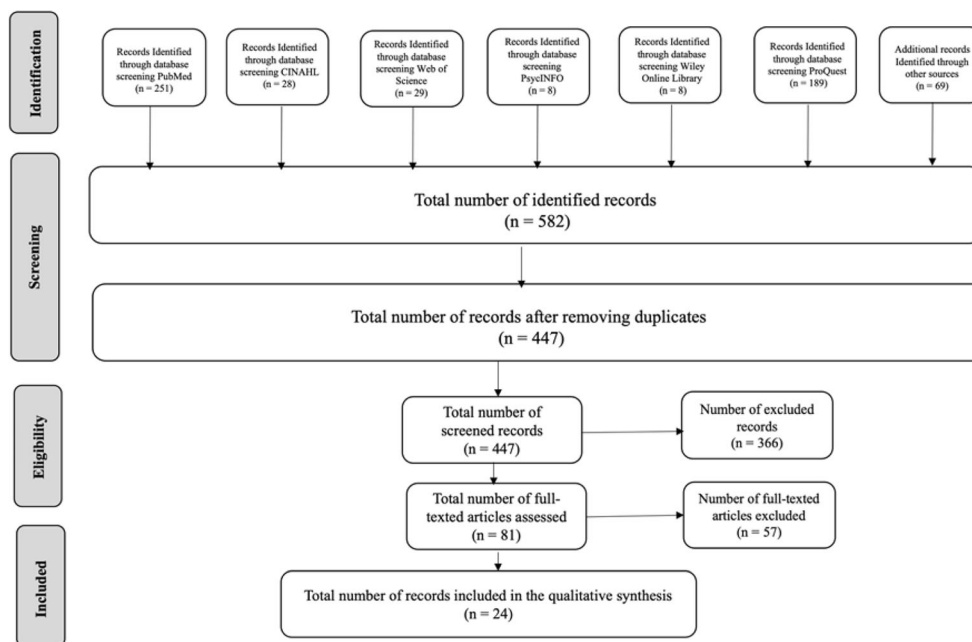 Identification
Records Identified
through database
screening PubMed
(n = 251)
Records Identified
through database
screening CINAHL
(n = 28)
Records Identified
through database
screening Web of
Science
(n = 29)
Records Identified
through database
screening
PsycINFO
(n = 8)
Records Identified
through database
screening Wiley
Online Library
(n = 8)
Records Identified
through database
screening ProQuest
(n = 189)
Additional records
Identified through
other sources
(n = 69)
Screening
Total number of identified records
(n = 582)
Total number of records after removing duplicates
(n = 447)
Eligibility
Total number of
screened records
(n = 447)
Number of excluded
records
(n = 366)
Total number of full-
texted articles assessed
(n = 81)
Number of full-texted
articles excluded
(n = 57)
Included
Total number of records included in the qualitative synthesis
(n = 24)